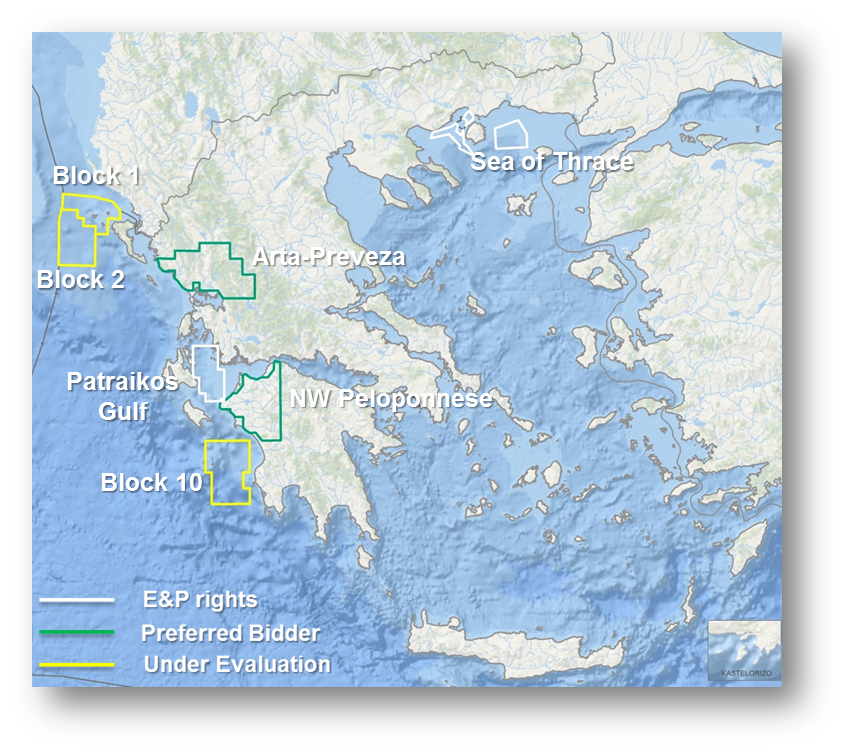 Sea of Thrace
Block 1
Arta-Preveza
Block 2
Patraikos
Gulf
NW Peloponnese
Block 10
E&P rights
Preferred Bidder
Under Evaluation
KASTELORIZO